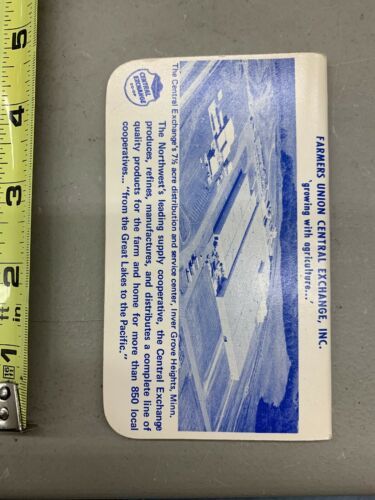 FARMERS UNION CENTRAL EXCHANGE, INC.
'growing with agriculture...'
The Central Exchange's 7½ acre distribution and service center, Inver Grove Heights, Minn.
The Northwest's leading supply cooperative, the Central Exchange
produces, refines, manufactures, and distributes a complete line of
quality products for the farm and home for more than 850 local
cooperatives... "from the Great Lakes to the Pacific."
CENTRAL
EXCHANGE
CO-OP
5
4
3
2
in
1